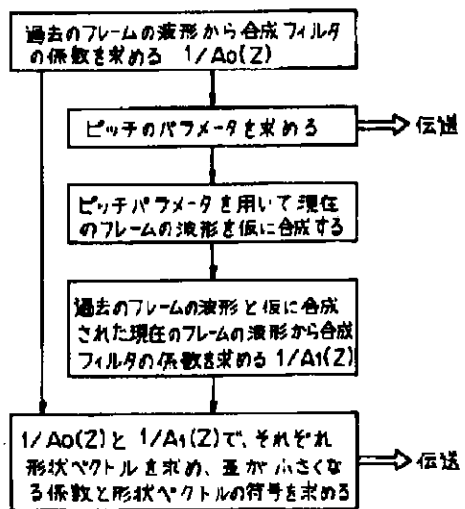 過去のフレームの波形から合成フィルタ
の係数を求める 1/A0(Z)
ピッチのパラメータを求める
伝送
ピッチパラメータを用いて現在
のフレームの波形を仮に合成する
過去のフレームの波形と仮に合成
された現在のフレームの波形から合成
フィルタの係数を求める 1/A1(Z)
1/A0(Z)と1/A1(Z)で、それぞれ
形状ベクトルを求め、歪が小さくな
る係数と形状ベクトルの符号を求める
伝送